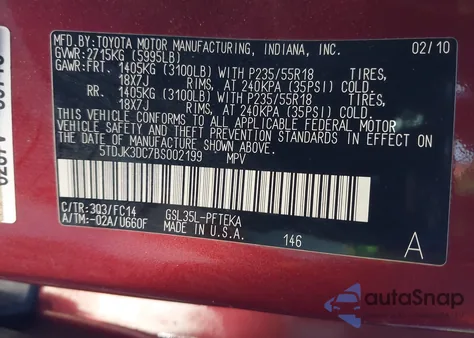 MFD. BY: TOYOTA MOTOR MANUFACTURING, INDIANA, INC. 02/10
GVWR: 2715KG (5995LB)
GAWR: FRT. 1405KG (3100LB) WITH P235/55R18 TIRES,
18X7J RIMS, AT 240KPA (35PSI) COLD
RR. 1405KG (3100LB) WITH P235/55R18 TIRES,
18X7J RIMS, AT 240KPA (35PSI) COLD
THIS VEHICLE CONFORMS TO ALL APPLICABLE FEDERAL MOTOR
VEHICLE SAFETY AND THEFT PREVENTION STANDARDS IN EFFECT ON
THE DATE OF MANUFACTURE SHOWN ABOVE.
5TDJK3DC7BS002199 MPV
C/TR: 303/FC14 GSL35L-PFTEKA
A/TM: -02A/U660F MADE IN U.S.A. 146 A
autoSnap